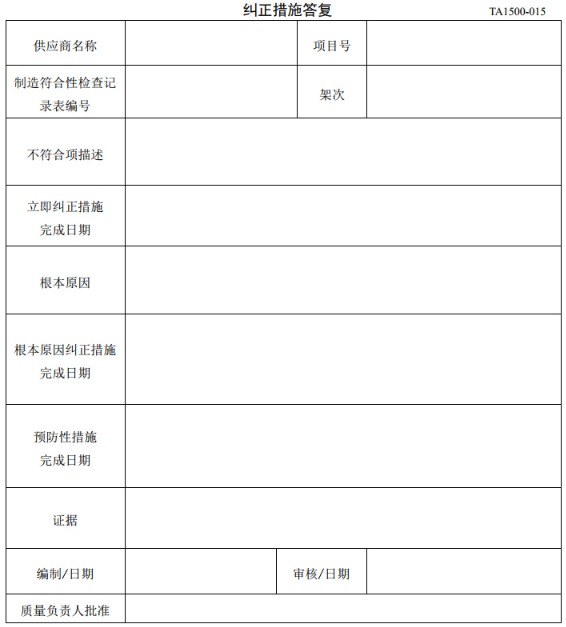 纠正措施答复
TA1500-015
供应商名称
项目号
制造符合性检查记
录表编号
架次
不符合项描述
立即纠正措施
完成日期
根本原因
根本原因纠正措施
完成日期
预防性措施
完成日期
证据
编制/日期
审核/日期
质量负责人批准